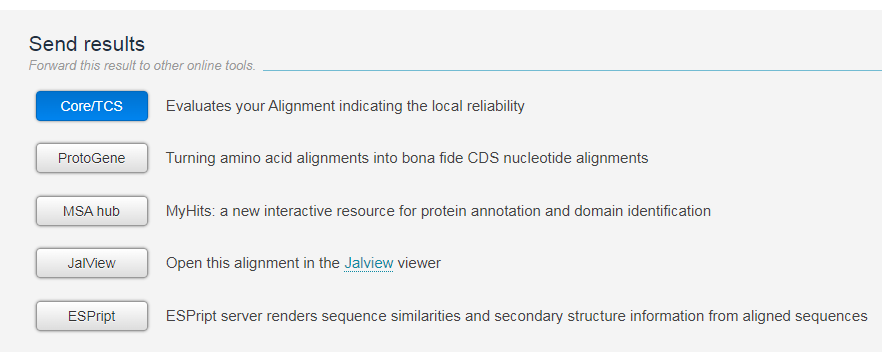 Send results
Forward this result to other online tools.
Core/TCS Evaluates your Alignment indicating the local reliability
ProtoGene Turning amino acid alignments into bona fide CDS nucleotide alignments
MSA hub MyHits: a new interactive resource for protein annotation and domain identification
JalView Open this alignment in the Jalview viewer
ESPript ESPript server renders sequence similarities and secondary structure information from aligned sequences